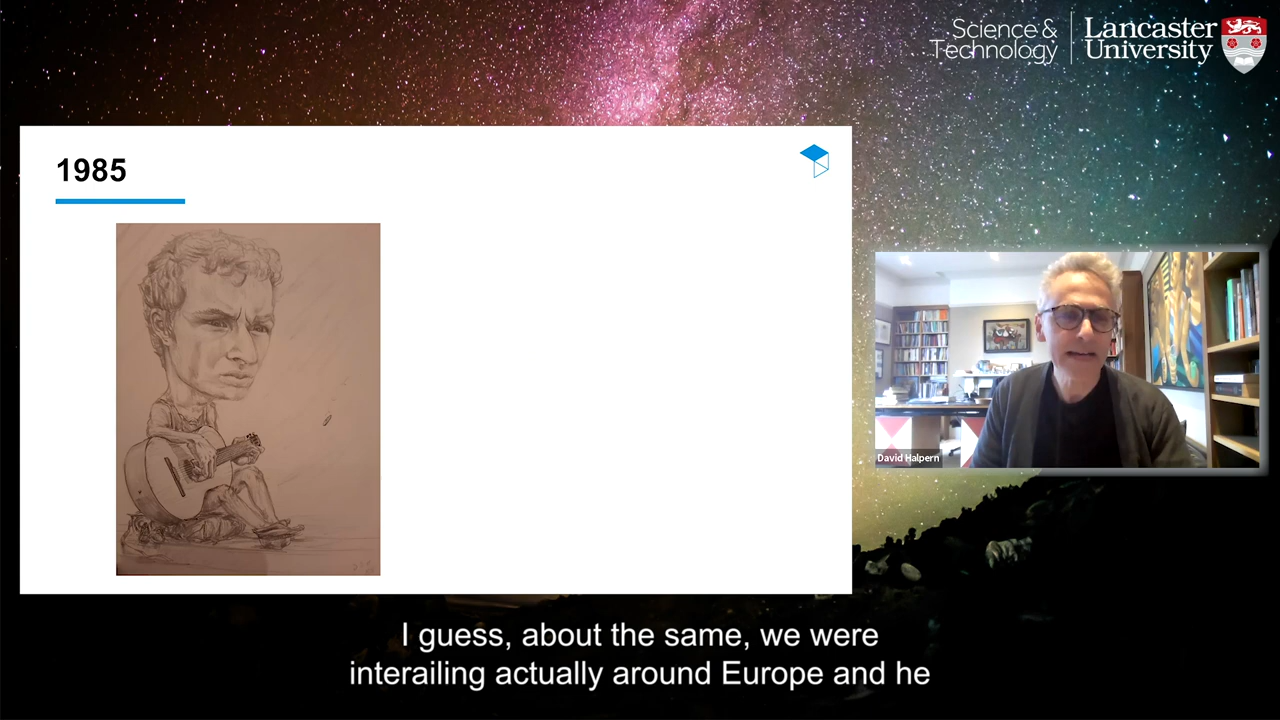 Science &
Technology
Lancaster
University
1985
David Halpern
I guess, about the same, we were
interailing actually around Europe and he